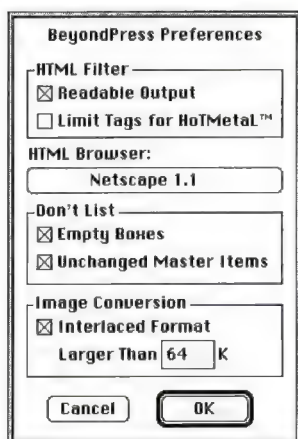 BeyondPress Preferences
HTML Filter
Readable Output
Limit Tags for HoTMetaL™
HTML Browser:
Netscape 1.1
Don't List
Empty Boxes
Unchanged Master Items
Image Conversion
Interlaced Format
Larger Than 64 K
Cancel OK